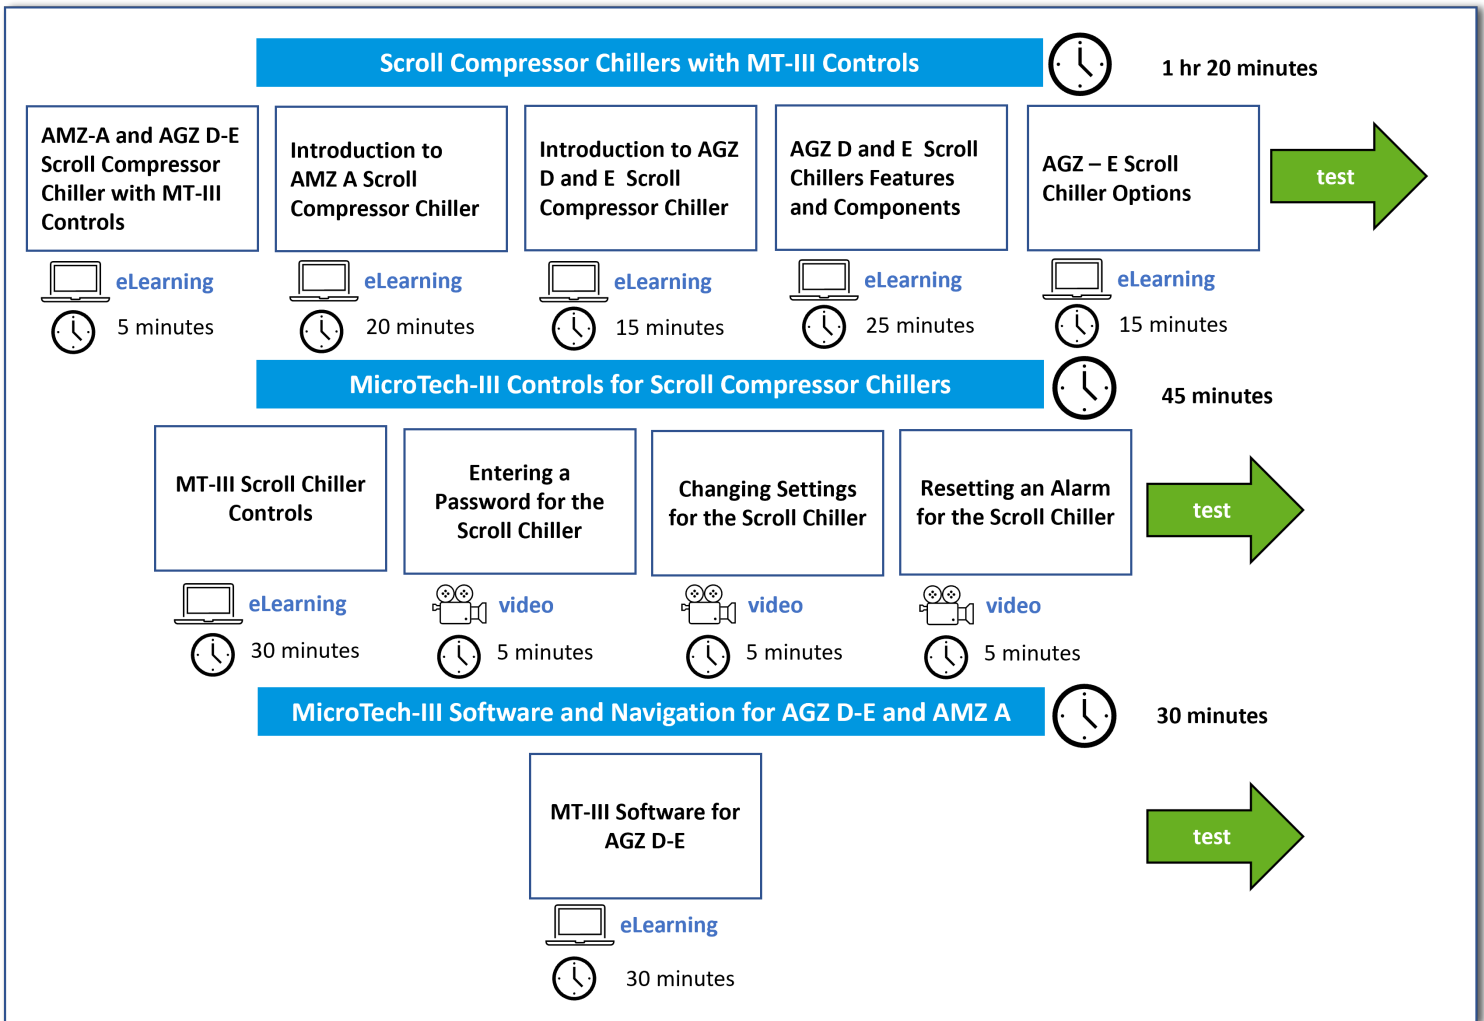 Scroll Compressor Chillers with MT-III Controls
1 hr 20 minutes
AMZ-A and AGZ D-E
Scroll Compressor
Chiller with MT-III
Controls
Introduction to
AMZ A Scroll
Compressor Chiller
Introduction to AGZ
D and E Scroll
Compressor Chiller
AGZ D and E Scroll
Chillers Features
and Components
AGZ – E Scroll
Chiller Options
test
eLearning
5 minutes
eLearning
20 minutes
eLearning
15 minutes
eLearning
25 minutes
eLearning
15 minutes
MicroTech-III Controls for Scroll Compressor Chillers
45 minutes
MT-III Scroll Chiller
Controls
Entering a
Password for the
Scroll Chiller
Changing Settings
for the Scroll Chiller
Resetting an Alarm
for the Scroll Chiller
test
eLearning
30 minutes
video
5 minutes
video
5 minutes
video
5 minutes
MicroTech-III Software and Navigation for AGZ D-E and AMZ A
30 minutes
MT-III Software for
AGZ D-E
test
eLearning
30 minutes